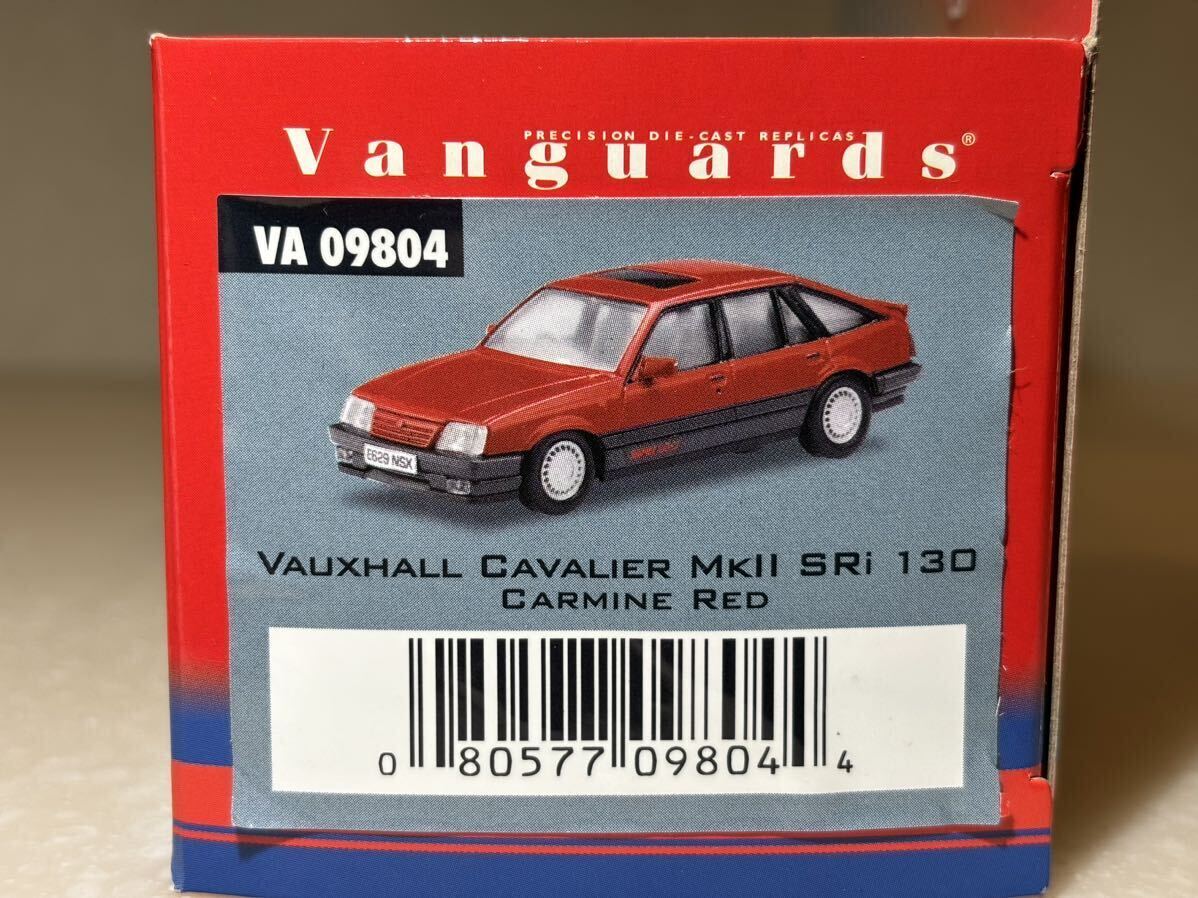 PRECISION DIE-CAST REPLICAS
Vanguards®
VA 09804
E629 NSX
VAUXHALL CAVALIER MKII SRi 130
CARMINE RED
0 80577 09804 4